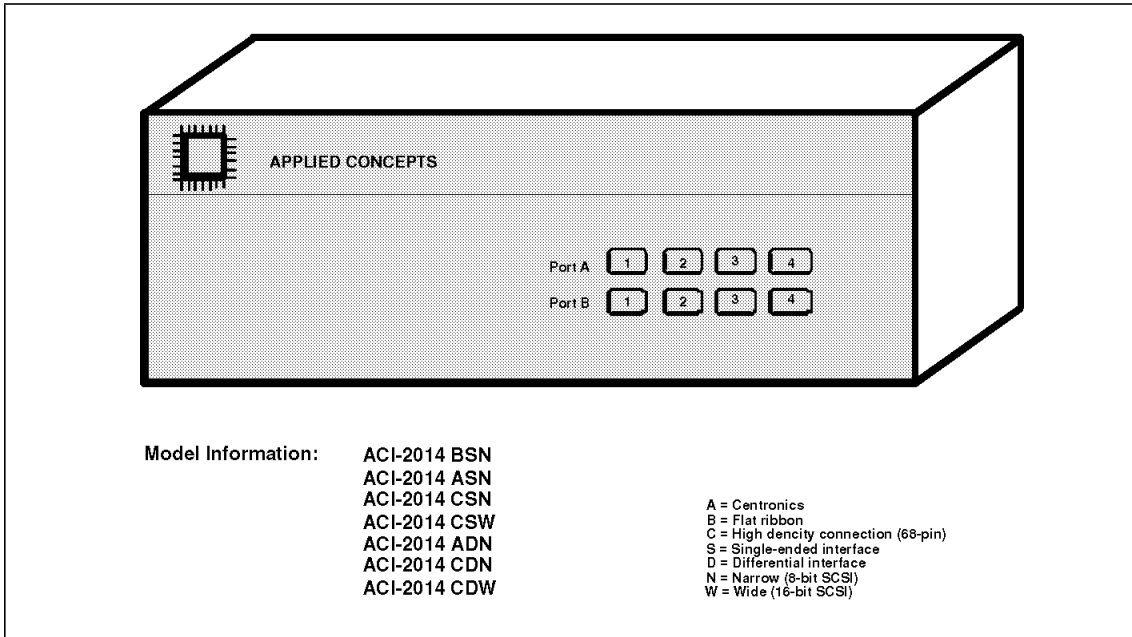 APPLIED CONCEPTS
Port A 1 2 3 4
Port B 1 2 3 4
Model Information: ACI-2014 BSN
ACI-2014 ASN
ACI-2014 CSN
ACI-2014 CSW
ACI-2014 ADN
ACI-2014 CDN
ACI-2014 CDW
A = Centronics
B = Flat ribbon
C = High dencity connection (68-pin)
S = Single-ended interface
D = Differential interface
N = Narrow (8-bit SCSI)
W = Wide (16-bit SCSI)